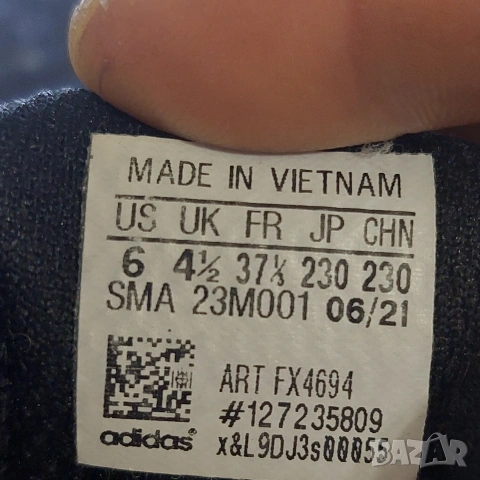 MADE IN VIETNAM
US UK FR JP CHN
6 4½ 37⅓ 230 230
SMA 23M001 06/21
ART FX4694
#127235809
adidas x&L9DJ3s00055
BAZAR